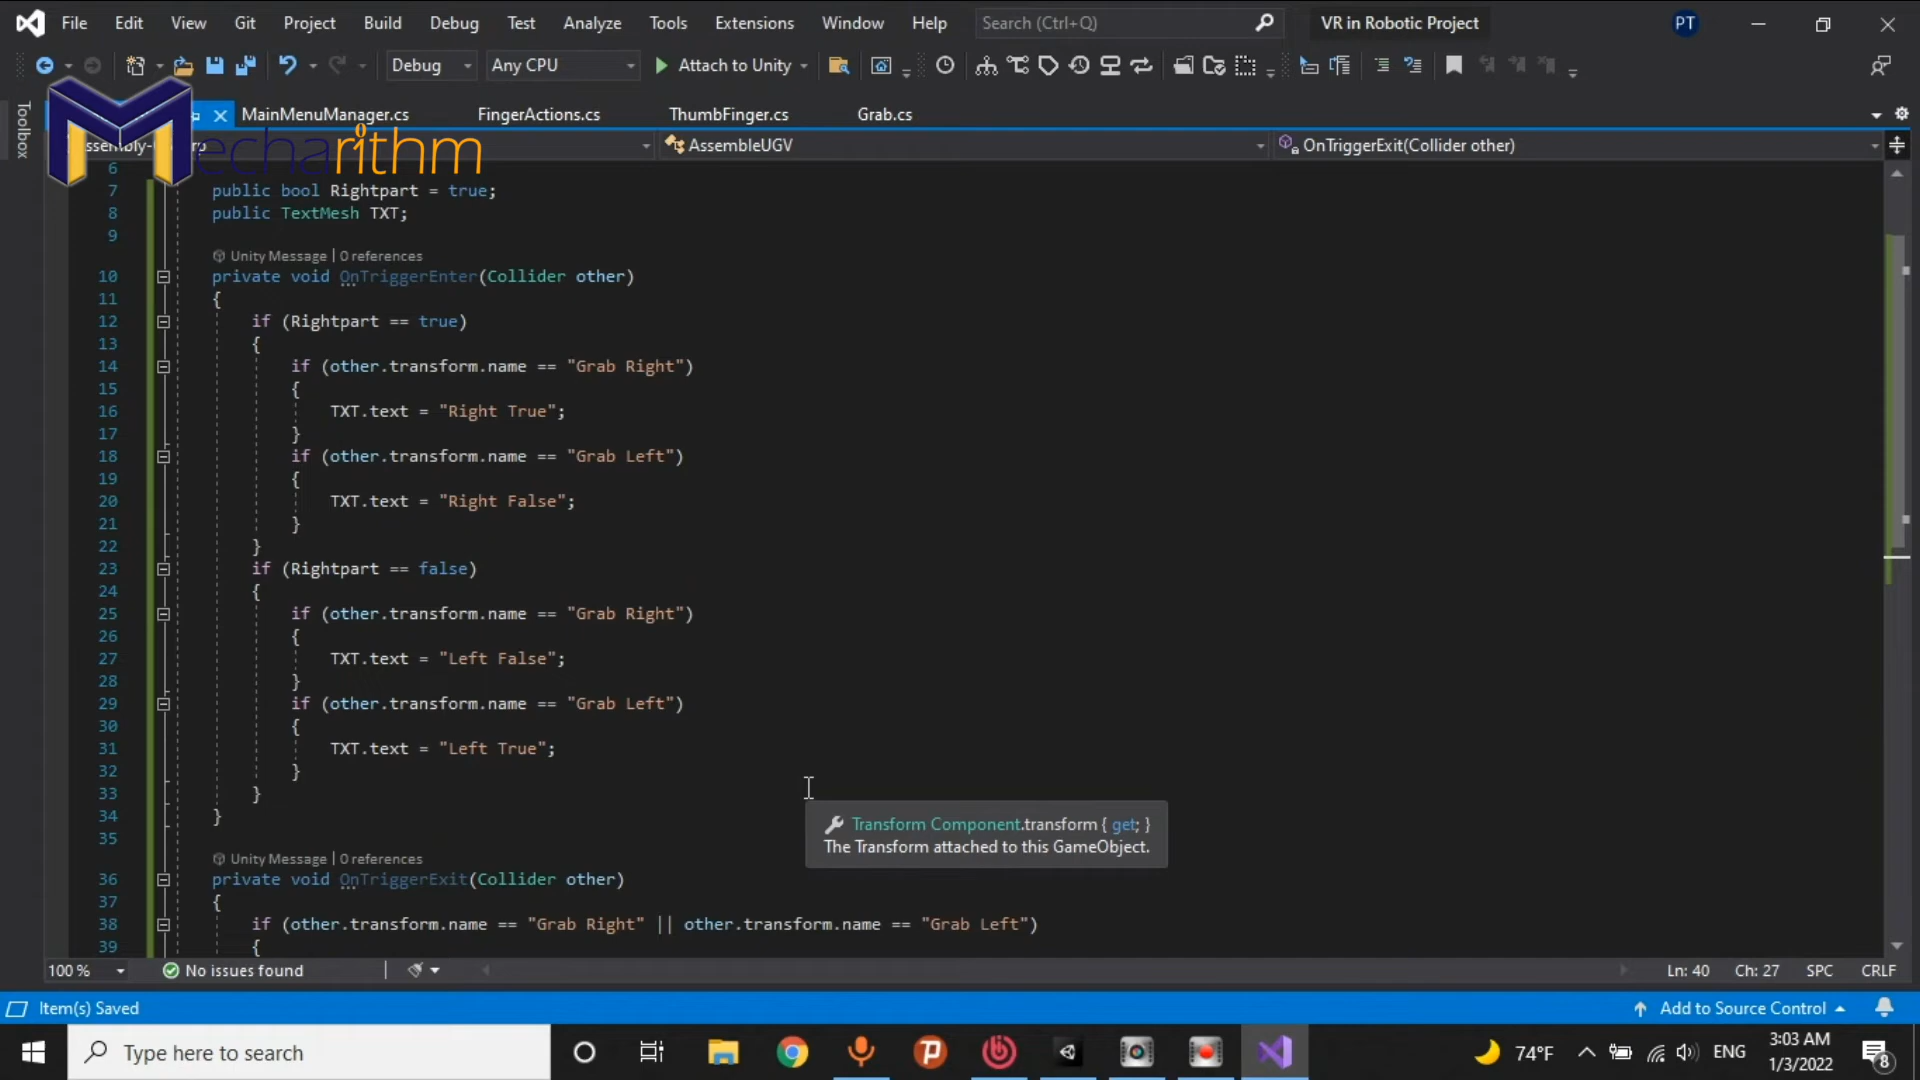 File Edit View Git Project Build Debug Test Analyze Tools Extensions Window Help Search (Ctrl+Q) VR in Robotic Project PT
Debug Any CPU Attach to Unity
Toolbox
MainMenuManager.cs FingerActions.cs ThumbFinger.cs Grab.cs
Mecharithm
AssembleUGV OnTriggerExit(Collider other)
6
7 public bool Rightpart = true;
8 public TextMesh TXT;
9
Unity Message | 0 references
10 private void OnTriggerEnter(Collider other)
11 {
12 if (Rightpart == true)
13 {
14 if (other.transform.name == "Grab Right")
15 {
16 TXT.text = "Right True";
17 }
18 if (other.transform.name == "Grab Left")
19 {
20 TXT.text = "Right False";
21 }
22 }
23 if (Rightpart == false)
24 {
25 if (other.transform.name == "Grab Right")
26 {
27 TXT.text = "Left False";
28 }
29 if (other.transform.name == "Grab Left")
30 {
31 TXT.text = "Left True";
32 }
33 }
34 }
35
Transform Component.transform { get; }
The Transform attached to this GameObject.
Unity Message | 0 references
36 private void OnTriggerExit(Collider other)
37 {
38 if (other.transform.name == "Grab Right" || other.transform.name == "Grab Left")
39 {
100 % No issues found Ln: 40 Ch: 27 SPC CRLF
Item(s) Saved Add to Source Control
Type here to search 74°F ENG 3:03 AM
1/3/2022 8